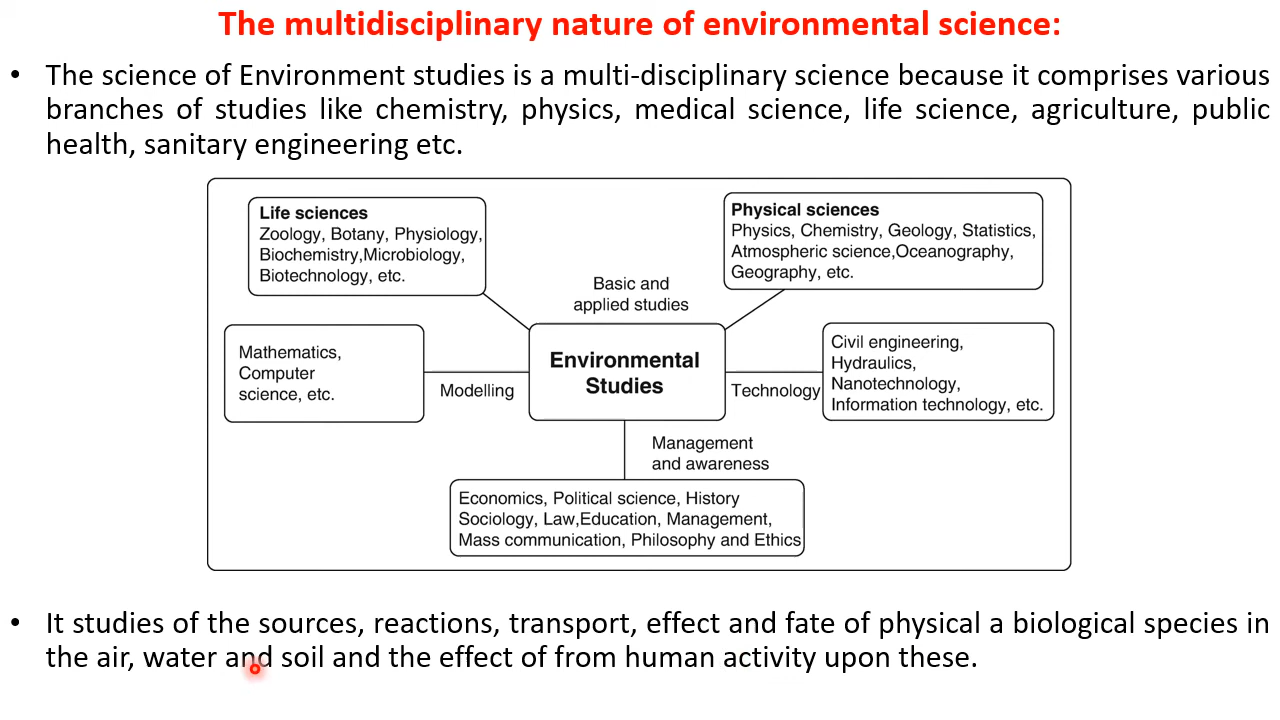 The multidisciplinary nature of environmental science:
• The science of Environment studies is a multi-disciplinary science because it comprises various
branches of studies like chemistry, physics, medical science, life science, agriculture, public
health, sanitary engineering etc.
Life sciences
Zoology, Botany, Physiology,
Biochemistry,Microbiology,
Biotechnology, etc.
Physical sciences
Physics, Chemistry, Geology, Statistics,
Atmospheric science,Oceanography,
Geography, etc.
Basic and
applied studies
Mathematics,
Computer
science, etc.
Modelling
Environmental
Studies
Technology
Civil engineering,
Hydraulics,
Nanotechnology,
Information technology, etc.
Management
and awareness
Economics, Political science, History
Sociology, Law,Education, Management,
Mass communication, Philosophy and Ethics
• It studies of the sources, reactions, transport, effect and fate of physical a biological species in
the air, water and soil and the effect of from human activity upon these.